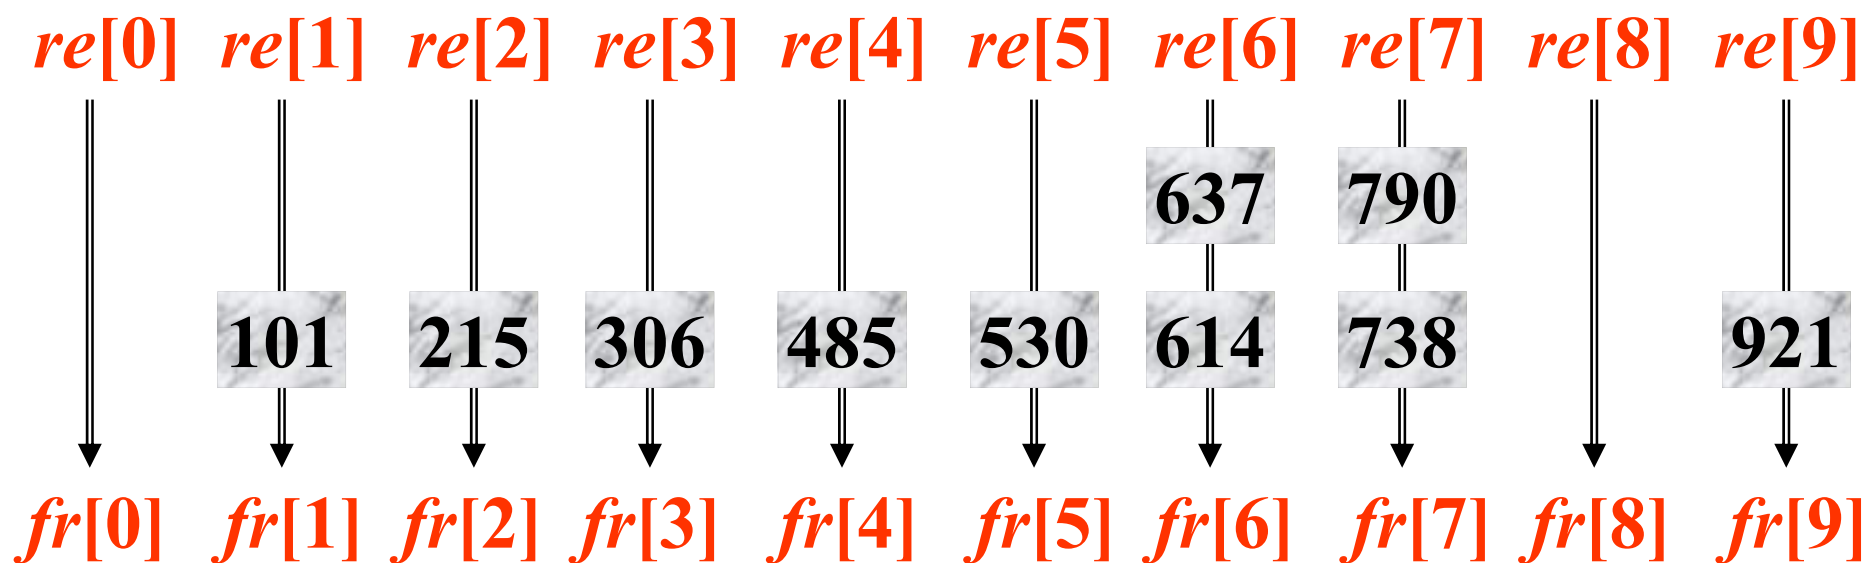 re[0] re[1] re[2] re[3] re[4] re[5] re[6] re[7] re[8] re[9]
637 790
101 215 306 485 530 614 738 921
fr[0] fr[1] fr[2] fr[3] fr[4] fr[5] fr[6] fr[7] fr[8] fr[9]